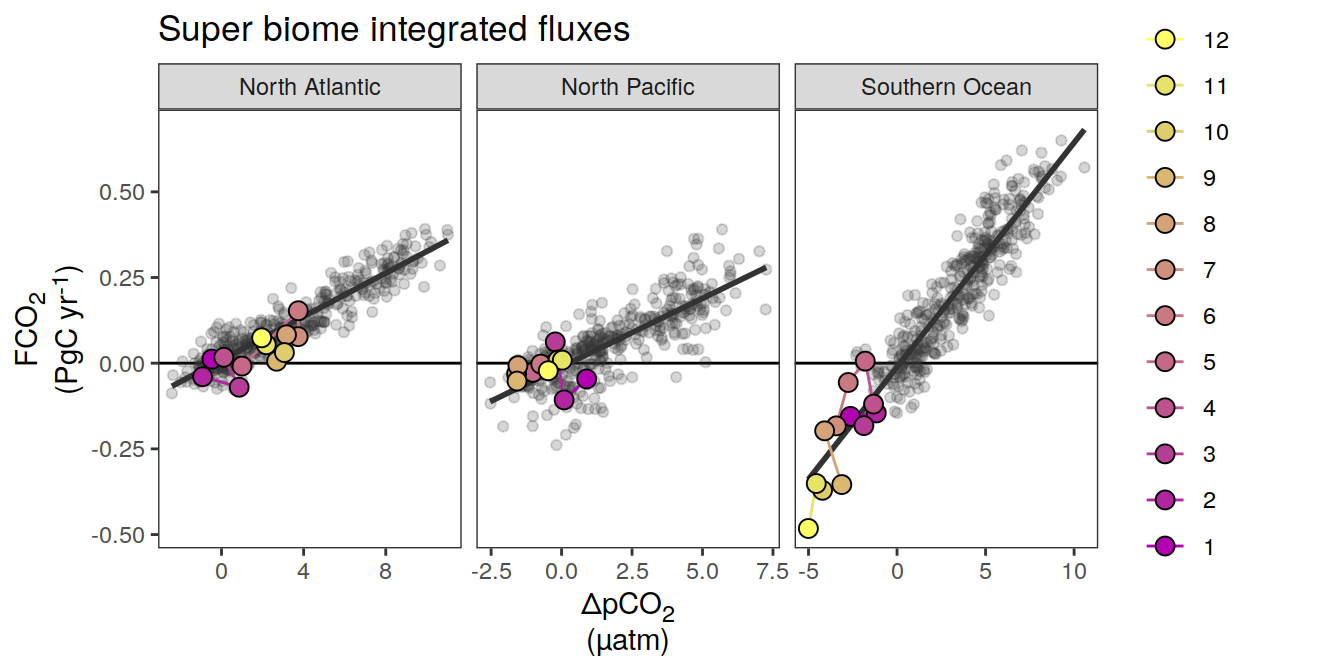 Super biome integrated fluxes
North Atlantic
North Pacific
Southern Ocean
0.50
0.25
0.00
-0.25
-0.50
FCO₂
(PgC yr⁻¹)
0 4 8
-2.5 0.0 2.5 5.0 7.5
-5 0 5 10
ΔpCO₂
(µatm)
12
11
10
9
8
7
6
5
4
3
2
1